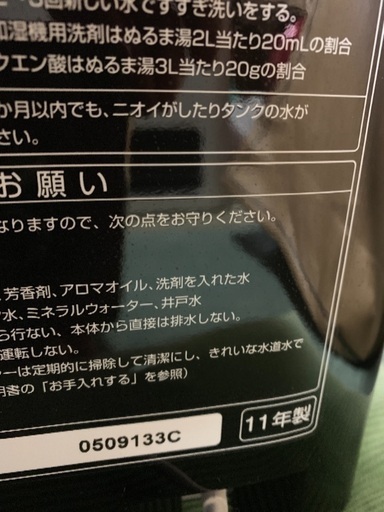 3回新しい水ですすぎ洗いをする。
加湿機用洗剤はぬるま湯2L当たり20mLの割合
クエン酸はぬるま湯3L当たり20gの割合
か月以内でも、ニオイがしたりタンクの水が
さい。
お願い
なりますので、次の点をお守りください。
芳香剤、アロマオイル、洗剤を入れた水
水、ミネラルウォーター、井戸水
ら行ない、本体から直接は排水しない。
運転しない。
ーは定期的に掃除して清潔にし、きれいな水道水で
明書の「お手入れする」を参照）
0509133C
11年製